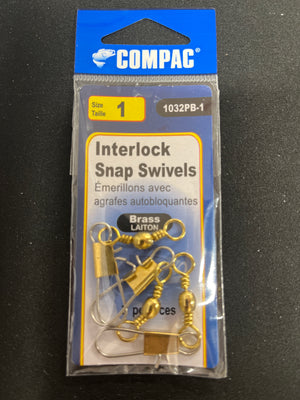 COMPAC®
Size
Taille
1
1032PB-1
Interlock
Snap Swivels
Émerillons avec
agrafes autobloquantes
Brass
LAITON